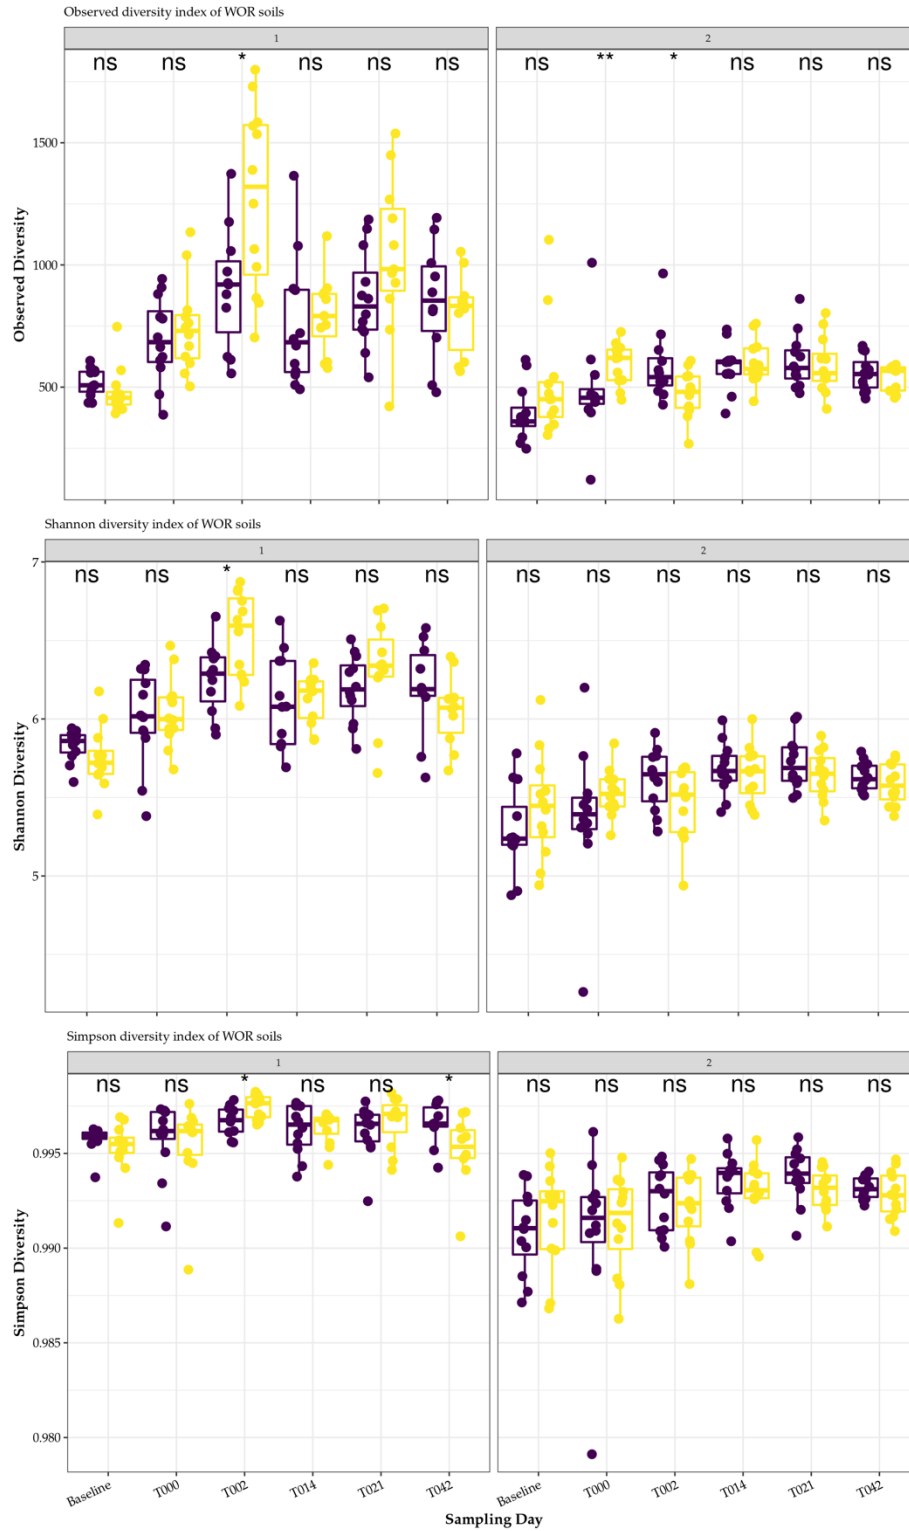 Observed diversity index of WOR soils
1 2
ns ns * ns ns ns ns ** * ns ns ns
1500
1000
500
Observed Diversity
Shannon diversity index of WOR soils
1 2
ns ns * ns ns ns ns ns ns ns ns ns
7
6
5
Shannon Diversity
Simpson diversity index of WOR soils
1 2
ns ns * ns ns * ns ns ns ns ns ns
0.995
0.990
0.985
0.980
Simpson Diversity
Baseline T000 T002 T014 T021 T042 Baseline T000 T002 T014 T021 T042
Sampling Day